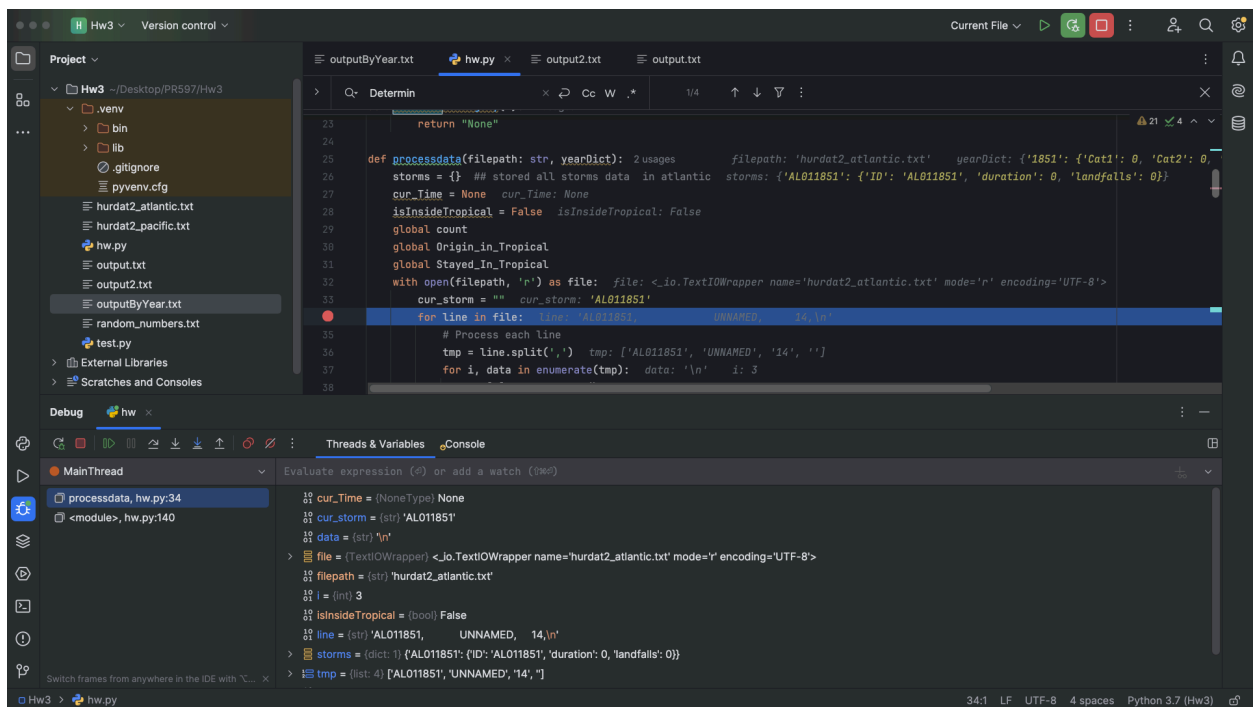 H Hw3 Version control Current File
Project
outputByYear.txt hw.py output2.txt output.txt
Determin Cc W .* 1/4
Hw3 ~/Desktop/PR597/Hw3
.venv
bin
lib
.gitignore
pyvenv.cfg
hurdat2_atlantic.txt
hurdat2_pacific.txt
hw.py
output.txt
output2.txt
outputByYear.txt
random_numbers.txt
test.py
External Libraries
Scratches and Consoles
21 4
23 return "None"
24
25 def processdata(filepath: str, yearDict): 2 usages filepath: 'hurdat2_atlantic.txt' yearDict: {'1851': {'Cat1': 0, 'Cat2': 0,
26 storms = {} ## stored all storms data in atlantic storms: {'AL011851': {'ID': 'AL011851', 'duration': 0, 'landfalls': 0}}
27 cur_Time = None cur_Time: None
28 isInsideTropical = False isInsideTropical: False
29 global count
30 global Origin_in_Tropical
31 global Stayed_In_Tropical
32 with open(filepath, 'r') as file: file: <_io.TextIOWrapper name='hurdat2_atlantic.txt' mode='r' encoding='UTF-8'>
33 cur_storm = "" cur_storm: 'AL011851'
for line in file: line: 'AL011851, UNNAMED, 14,\n'
35 # Process each line
36 tmp = line.split(',') tmp: ['AL011851', 'UNNAMED', '14', '']
37 for i, data in enumerate(tmp): data: '\n' i: 3
38
Debug hw
Threads & Variables Console
MainThread
Evaluate expression (⏎) or add a watch (⇧⌘⏎)
processdata, hw.py:34
<module>, hw.py:140
cur_Time = {NoneType} None
cur_storm = {str} 'AL011851'
data = {str} '\n'
file = {TextIOWrapper} <_io.TextIOWrapper name='hurdat2_atlantic.txt' mode='r' encoding='UTF-8'>
filepath = {str} 'hurdat2_atlantic.txt'
i = {int} 3
isInsideTropical = {bool} False
line = {str} 'AL011851, UNNAMED, 14,\n'
storms = {dict: 1} {'AL011851': {'ID': 'AL011851', 'duration': 0, 'landfalls': 0}}
tmp = {list: 4} ['AL011851', 'UNNAMED', '14', '']
Switch frames from anywhere in the IDE with ⌥...
Hw3 > hw.py 34:1 LF UTF-8 4 spaces Python 3.7 (Hw3)